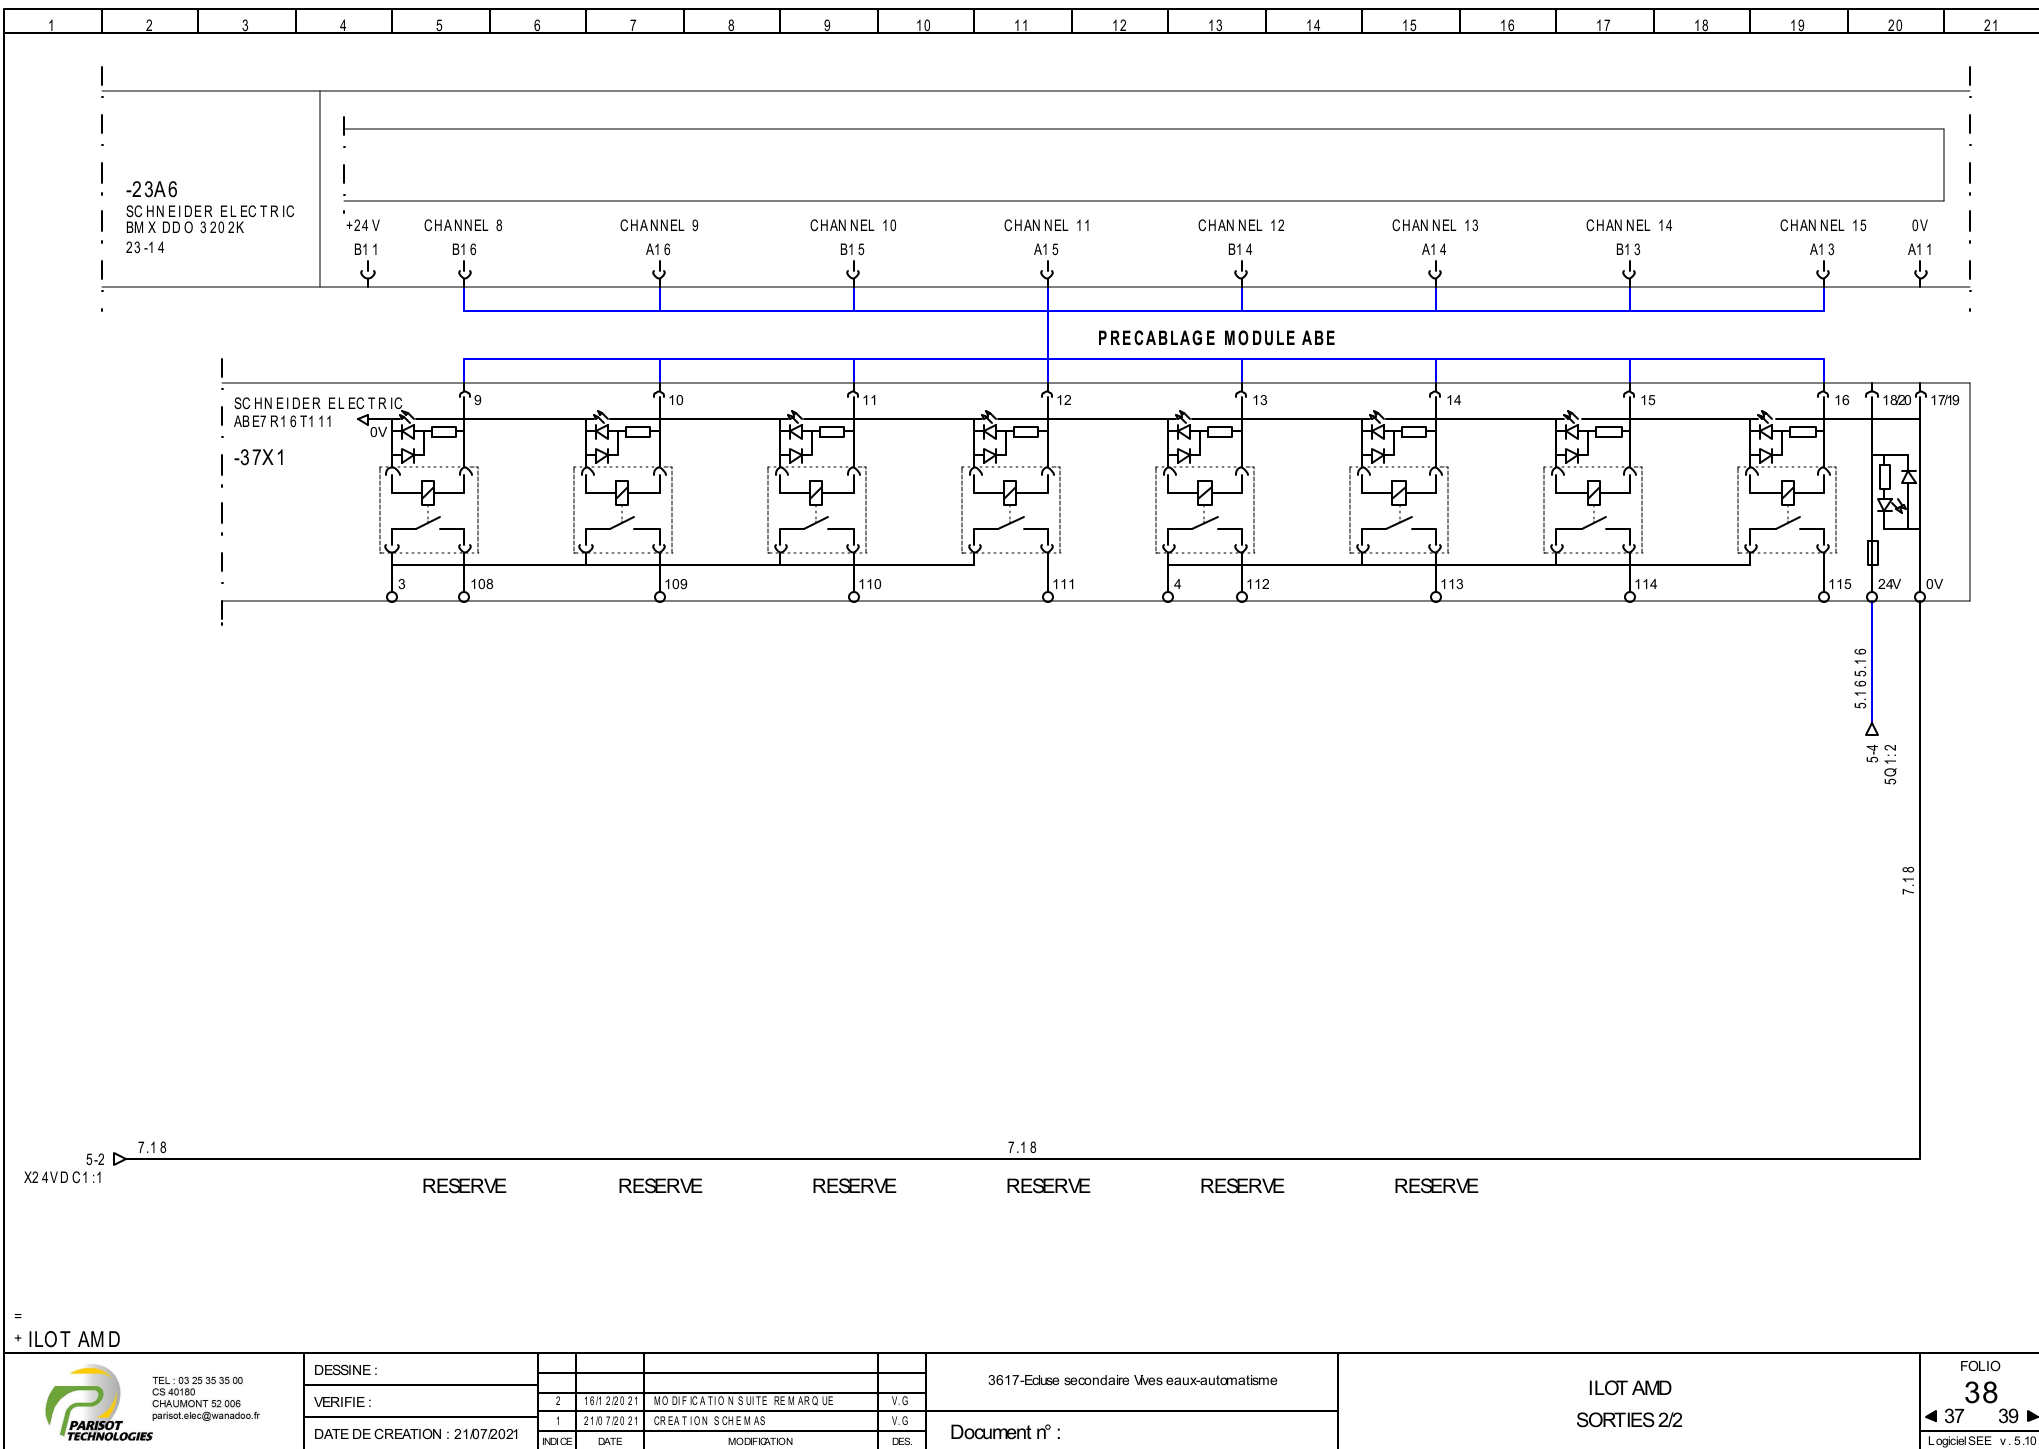 1 2 3 4 5 6 7 8 9 10 11 12 13 14 15 16 17 18 19 20 21
-23A6
SCHNEIDER ELECTRIC
BMX DDO 3202K
23-14
+24V CHANNEL 8 CHANNEL 9 CHANNEL 10 CHANNEL 11 CHANNEL 12 CHANNEL 13 CHANNEL 14 CHANNEL 15 0V
B11 B16 A16 B15 A15 B14 A14 B13 A13 A11
PRECABLAGE MODULE ABE
SCHNEIDER ELECTRIC 9 10 11 12 13 14 15 16 18/20 17/19
ABE7R16T111
0V
-37X1
3 108 109 110 111 4 112 113 114 115 24V 0V
5.16 5.16
5-4
5Q1:2
7.18
7.18 7.18
5-2
X24VDC1:1
RESERVE RESERVE RESERVE RESERVE RESERVE RESERVE
=
+ ILOT AMD
PARISOT
TECHNOLOGIES
TEL : 03 25 35 35 00
CS 40180
CHAUMONT 52 006
parisot.elec@wanadoo.fr
DESSINE :
VERIFIE :
DATE DE CREATION : 21/07/2021
2 16/12/2021 MODIFICATION SUITE REMARQUE V.G
1 21/07/2021 CREATION SCHEMAS V.G
INDICE DATE MODIFICATION DES.
3617-Ecluse secondaire Vives eaux-automatisme
Document n° :
ILOT AMD
SORTIES 2/2
FOLIO
38
37 39
Logiciel SEE v. 5.10